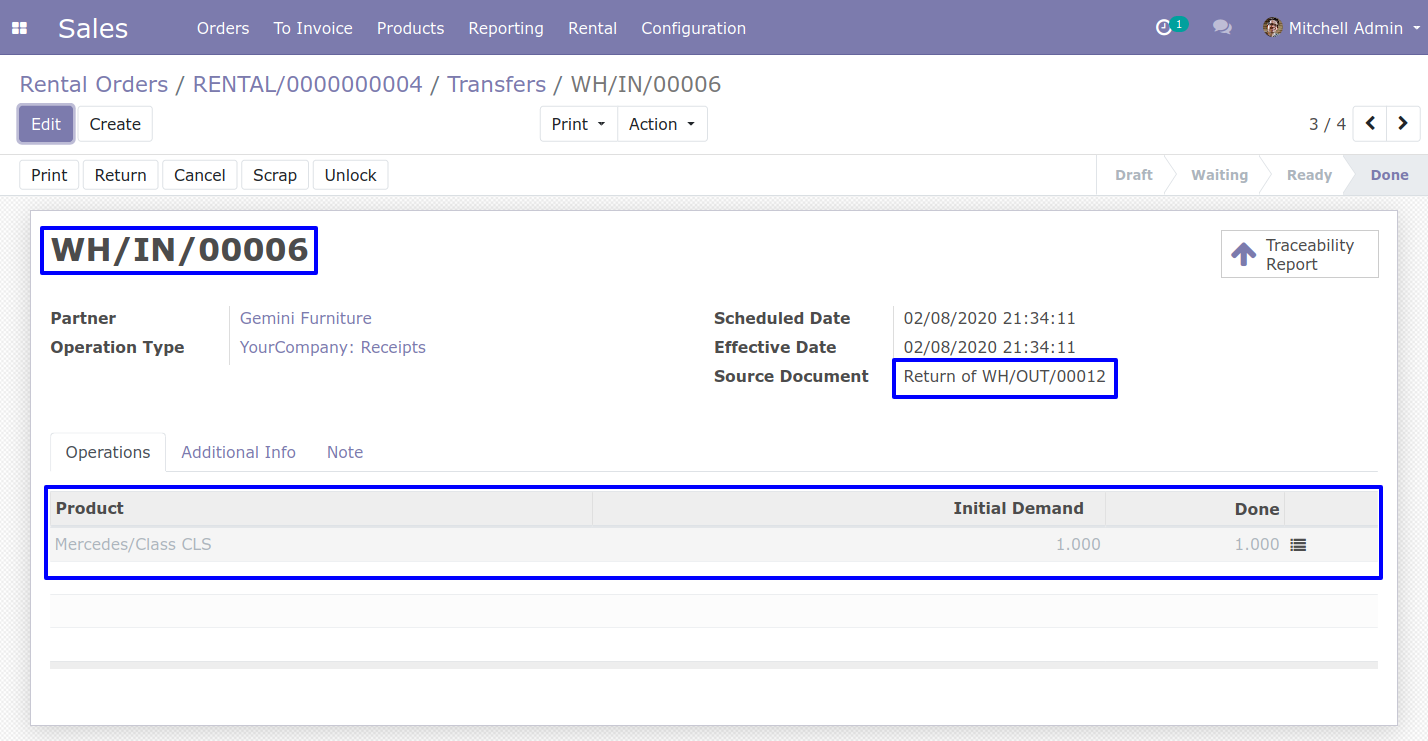 Sales Orders To Invoice Products Reporting Rental Configuration 1 Mitchell Admin
Rental Orders / RENTAL/0000000004 / Transfers / WH/IN/00006
Edit Create Print Action 3 / 4
Print Return Cancel Scrap Unlock Draft Waiting Ready Done
WH/IN/00006
Traceability
Report
Partner Gemini Furniture Scheduled Date 02/08/2020 21:34:11
Operation Type YourCompany: Receipts Effective Date 02/08/2020 21:34:11
Source Document Return of WH/OUT/00012
Operations Additional Info Note
Product Initial Demand Done
Mercedes/Class CLS 1.000 1.000